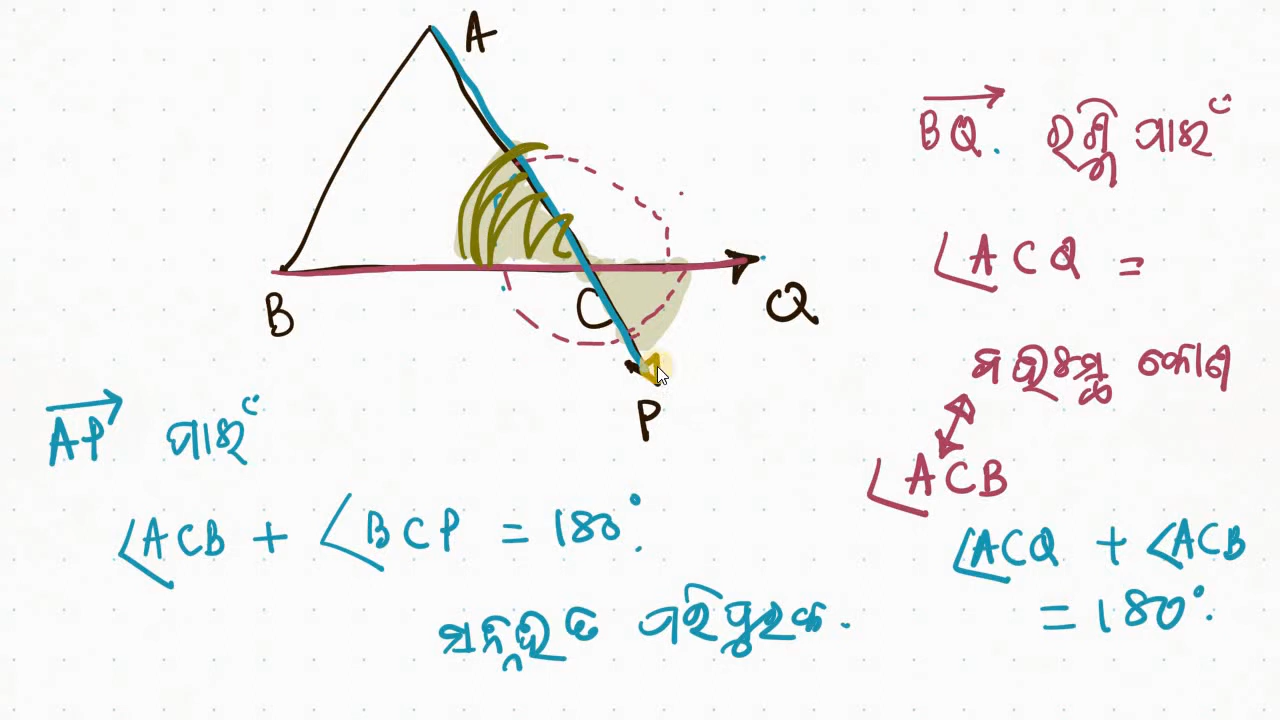 A
B
C
Q
P
BQ. ରଶ୍ମି ପାଇଁ
∠ACQ =
ବହିଃସ୍ଥ କୋଣ
∠ACB
∠ACQ + ∠ACB
= 180°.
AP ପାଇଁ
∠ACB + ∠BCP = 180°.
ସନ୍ନିହିତ ପରିପୂରକ.